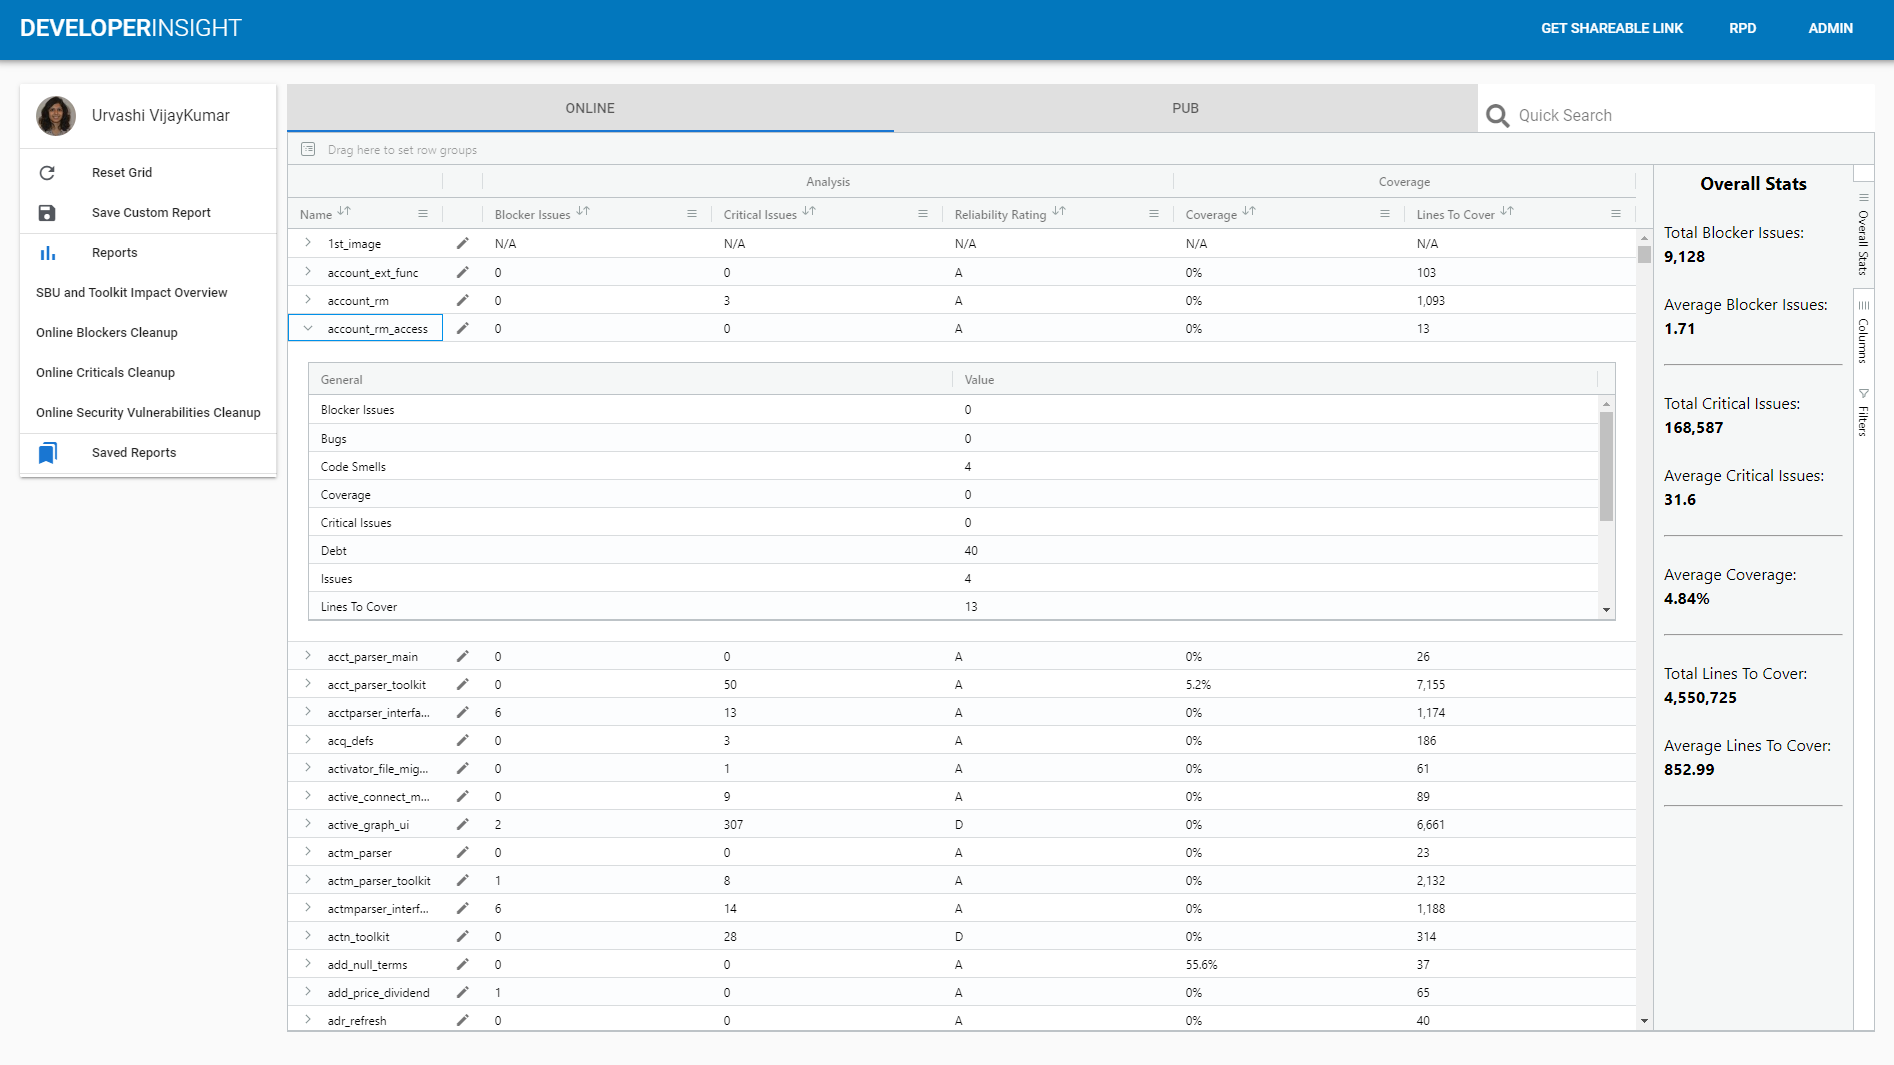 DEVELOPERINSIGHT
GET SHAREABLE LINK RPD ADMIN
Urvashi VijayKumar
Reset Grid
Save Custom Report
Reports
SBU and Toolkit Impact Overview
Online Blockers Cleanup
Online Criticals Cleanup
Online Security Vulnerabilities Cleanup
Saved Reports
ONLINE PUB
Quick Search
Drag here to set row groups
Analysis Coverage
Name Blocker Issues Critical Issues Reliability Rating Coverage Lines To Cover
1st_image N/A N/A N/A N/A N/A
account_ext_func 0 0 A 0% 103
account_rm 0 3 A 0% 1,093
account_rm_access 0 0 A 0% 13
General Value
Blocker Issues 0
Bugs 0
Code Smells 4
Coverage 0
Critical Issues 0
Debt 40
Issues 4
Lines To Cover 13
acct_parser_main 0 0 A 0% 26
acct_parser_toolkit 0 50 A 5.2% 7,155
acctparser_interfa... 6 13 A 0% 1,174
acq_defs 0 3 A 0% 186
activator_file_mig... 0 1 A 0% 61
active_connect_m... 0 9 A 0% 89
active_graph_ui 2 307 D 0% 6,661
actm_parser 0 0 A 0% 23
actm_parser_toolkit 1 8 A 0% 2,132
actmparser_interf... 6 14 A 0% 1,188
actn_toolkit 0 28 D 0% 314
add_null_terms 0 0 A 55.6% 37
add_price_dividend 1 0 A 0% 65
adr_refresh 0 0 A 0% 40
Overall Stats
Total Blocker Issues:
9,128
Average Blocker Issues:
1.71
Total Critical Issues:
168,587
Average Critical Issues:
31.6
Average Coverage:
4.84%
Total Lines To Cover:
4,550,725
Average Lines To Cover:
852.99
Overall Stats
Columns
Filters